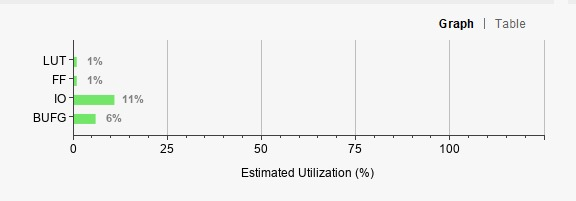 Graph | Table
LUT 1%
FF 1%
IO 11%
BUFG 6%
0 25 50 75 100
Estimated Utilization (%)